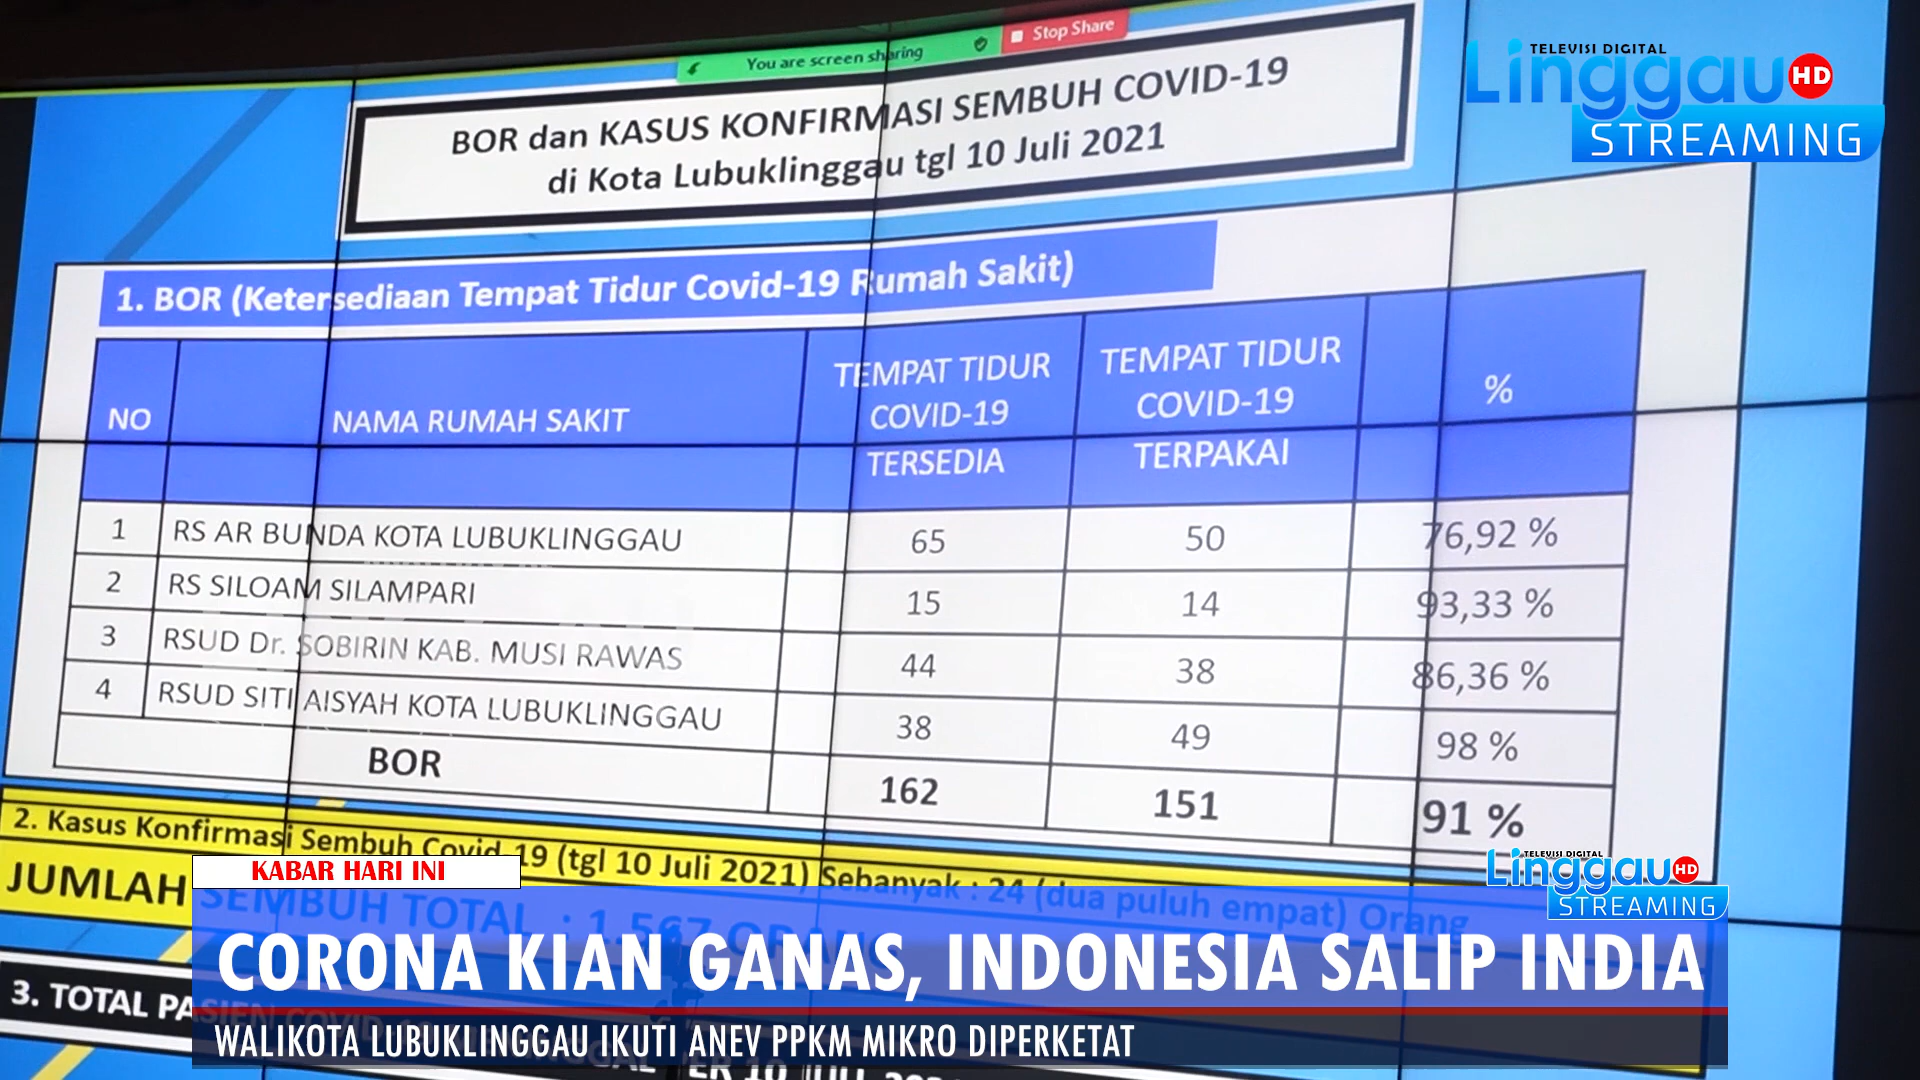 You are screen sharing
Stop Share
BOR dan KASUS KONFIRMASI SEMBUH COVID-19
di Kota Lubuklinggau tgl 10 Juli 2021
TELEVISI DIGITAL
Linggau HD
STREAMING
1. BOR (Ketersediaan Tempat Tidur Covid-19 Rumah Sakit)
NO NAMA RUMAH SAKIT TEMPAT TIDUR COVID-19 TERSEDIA TEMPAT TIDUR COVID-19 TERPAKAI %
1 RS AR BUNDA KOTA LUBUKLINGGAU 65 50 76,92 %
2 RS SILOAM SILAMPARI 15 14 93,33 %
3 RSUD Dr. SOBIRIN KAB. MUSI RAWAS 44 38 86,36 %
4 RSUD SITI AISYAH KOTA LUBUKLINGGAU 38 49 98 %
BOR 162 151 91 %
2. Kasus Konfirmasi Sembuh Covid-19 (tgl 10 Juli 2021) Sebanyak : 24 (dua puluh empat) Orang
JUMLAH SEMBUH TOTAL : 1.567 ORANG
3. TOTAL PASIEN
KABAR HARI INI
TELEVISI DIGITAL
Linggau HD
STREAMING
CORONA KIAN GANAS, INDONESIA SALIP INDIA
WALIKOTA LUBUKLINGGAU IKUTI ANEV PPKM MIKRO DIPERKETAT